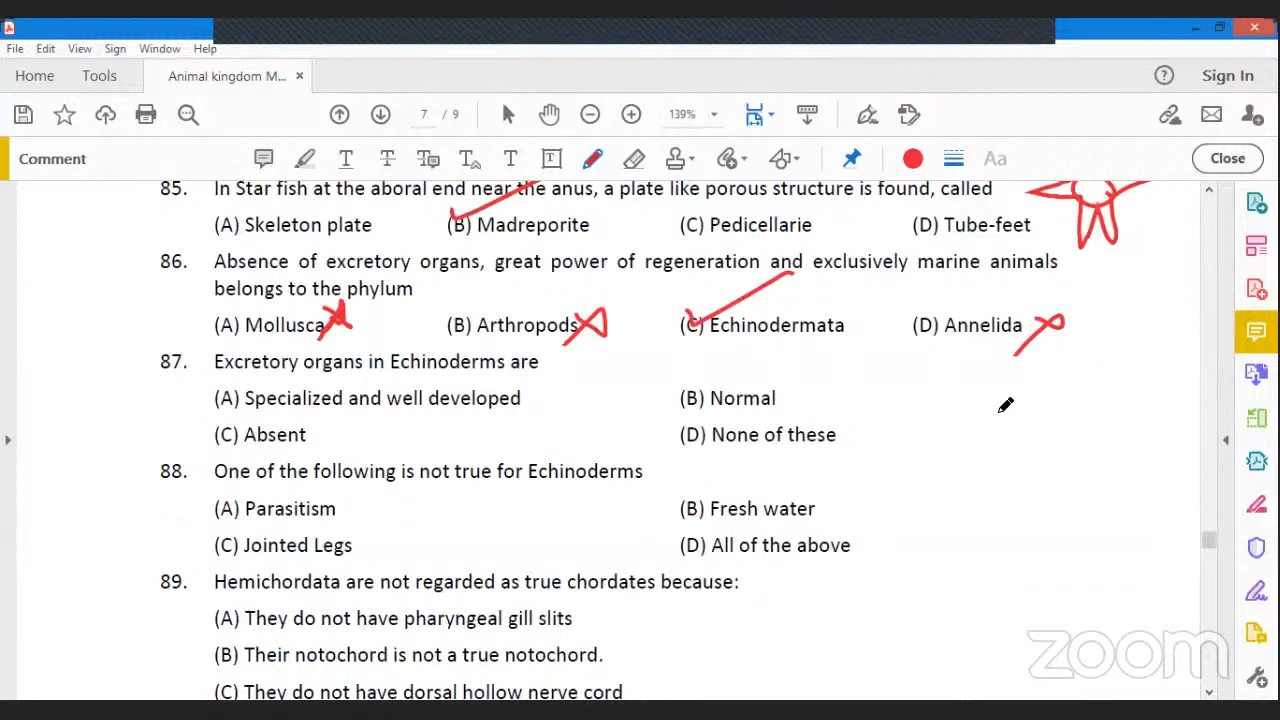 File Edit View Sign Window Help
Home Tools Animal kingdom M... × Sign In
7 / 9 139%
Comment Close
85. In Star fish at the aboral end near the anus, a plate like porous structure is found, called
(A) Skeleton plate (B) Madreporite (C) Pedicellarie (D) Tube-feet
86. Absence of excretory organs, great power of regeneration and exclusively marine animals
belongs to the phylum
(A) Mollusca (B) Arthropods (C) Echinodermata (D) Annelida
87. Excretory organs in Echinoderms are
(A) Specialized and well developed (B) Normal
(C) Absent (D) None of these
88. One of the following is not true for Echinoderms
(A) Parasitism (B) Fresh water
(C) Jointed Legs (D) All of the above
89. Hemichordata are not regarded as true chordates because:
(A) They do not have pharyngeal gill slits
(B) Their notochord is not a true notochord.
(C) They do not have dorsal hollow nerve cord
zoom